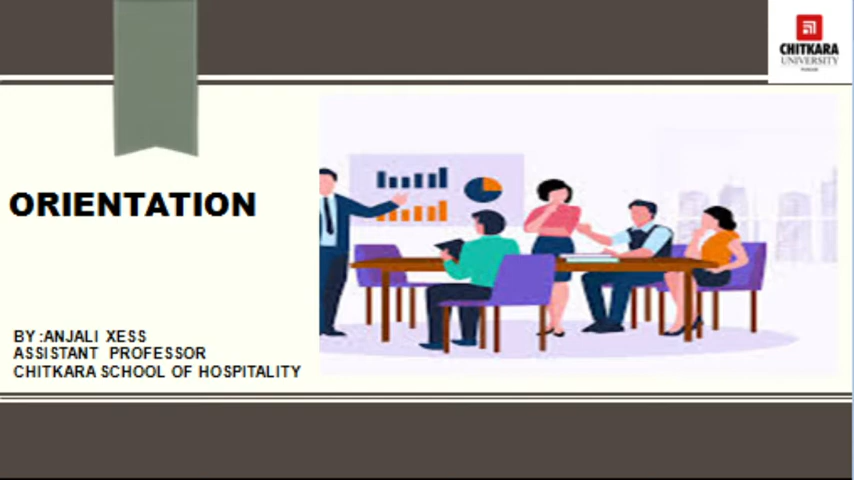 CHITKARA
UNIVERSITY
ORIENTATION
BY :ANJALI XESS
ASSISTANT PROFESSOR
CHITKARA SCHOOL OF HOSPITALITY